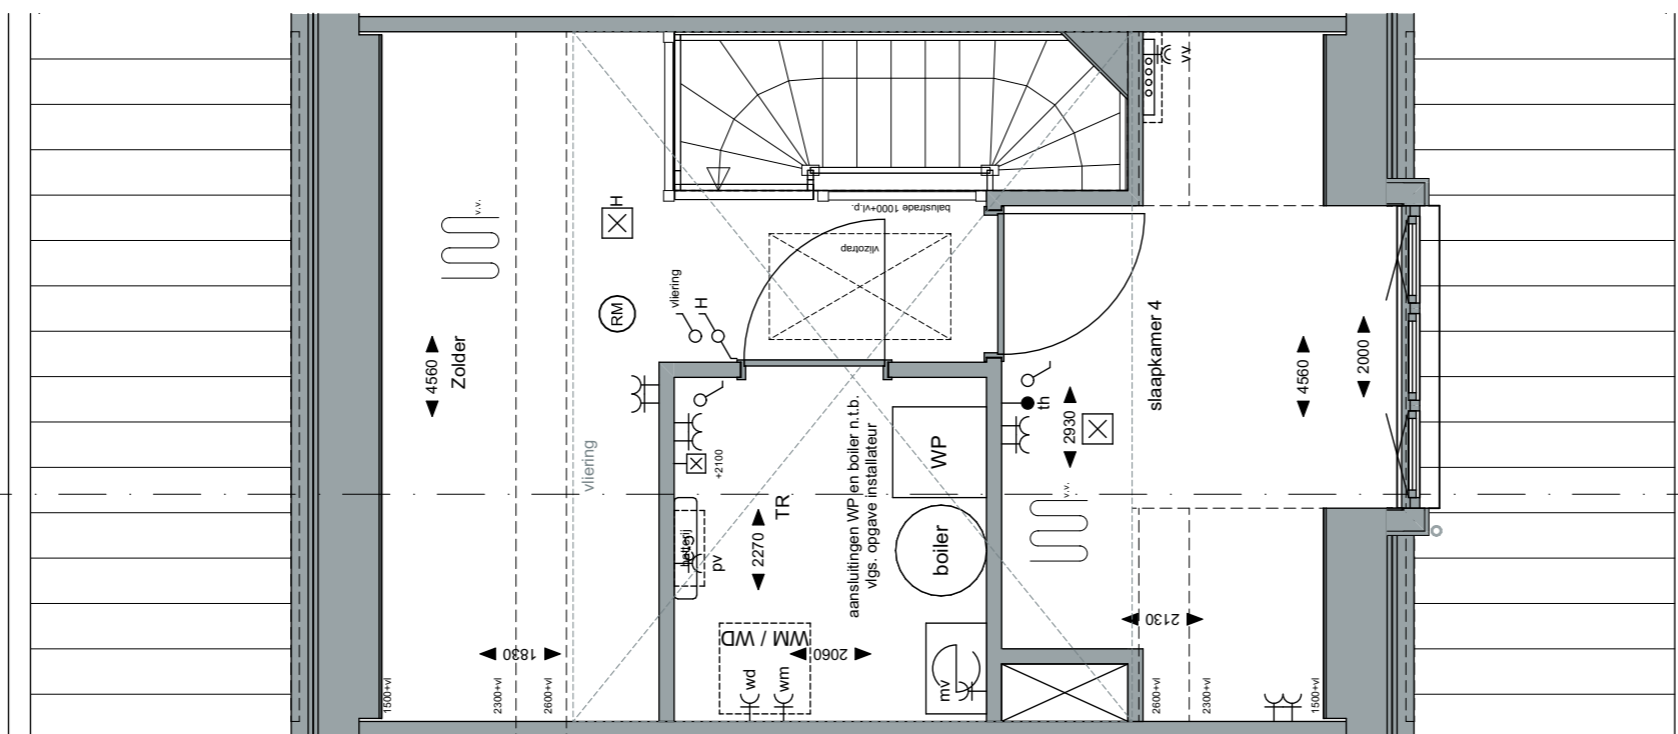 v.v.
H
4560
Zolder
RM
vliering
H
balustrade 1000+vl.p.
vlizotrap
vv
slaapkamer 4
4560
2000
th
2930
v.v.
vliering
+2100
TR
batterij
pv
2270
aansluitingen WP en boiler n.t.b.
vlgs. opgave installateur
WP
boiler
WM / WD
wd
wm
2060
mv
1830
2130
1500+vl
2300+vl
2600+vl
2600+vl
2300+vl
1500+vl